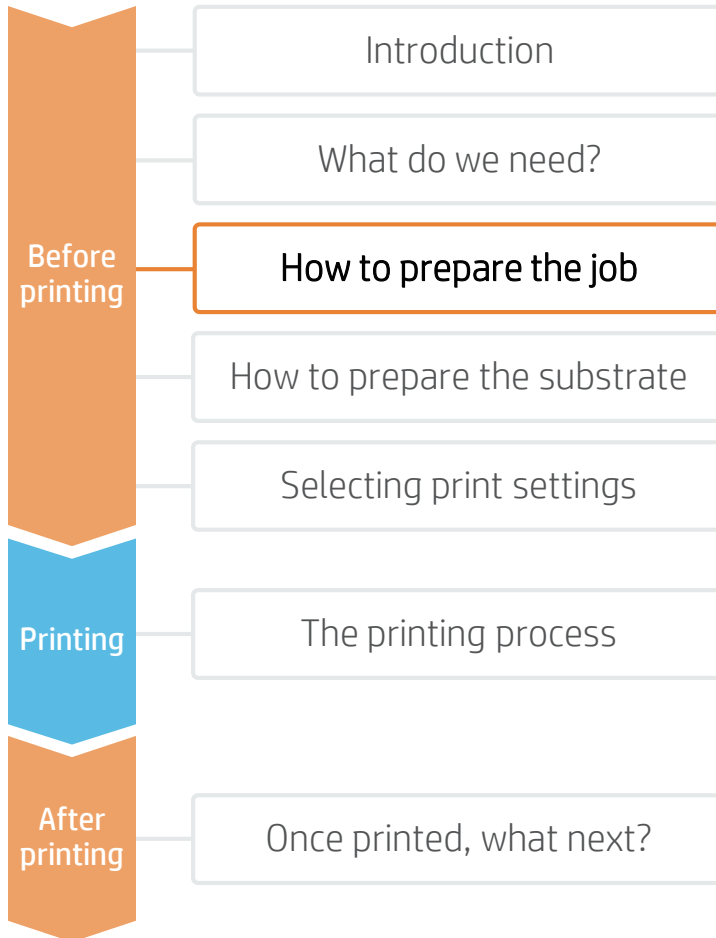 Introduction
What do we need?
Before
printing
How to prepare the job
How to prepare the substrate
Selecting print settings
Printing
The printing process
After
printing
Once printed, what next?